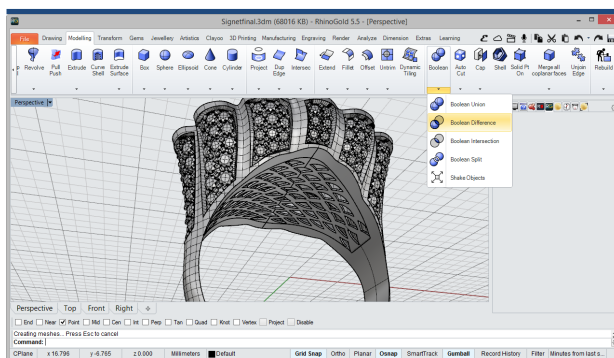 Signetfinal.3dm (68016 KB) - RhinoGold 5.5 - [Perspective]
File Drawing Modelling Transform Gems Jewellery Artistics Clayoo 3D Printing Manufacturing Engraving Render Analyze Dimension Extras Learning
Revolve Pull Push Extrude Curve Shell Extrude Surface Box Sphere Ellipsoid Cone Cylinder Project Dup Edge Intersec Extend Fillet Offset Untrim Dynamic Tiling Boolean Auto Cut Cap Shell Solid Pt On Merge all coplanar faces Unjoin Edge Rebuild
Perspective
Boolean Union
Boolean Difference
Boolean Intersection
Boolean Split
Shake Objects
Perspective Top Front Right
End Near Point Mid Cen Int Perp Tan Quad Knot Vertex Project Disable
Creating meshes... Press Esc to cancel
Command:
CPlane x 16.796 y -6.765 z 0.000 Millimeters Default Grid Snap Ortho Planar Osnap SmartTrack Gumball Record History Filter Minutes from last s...